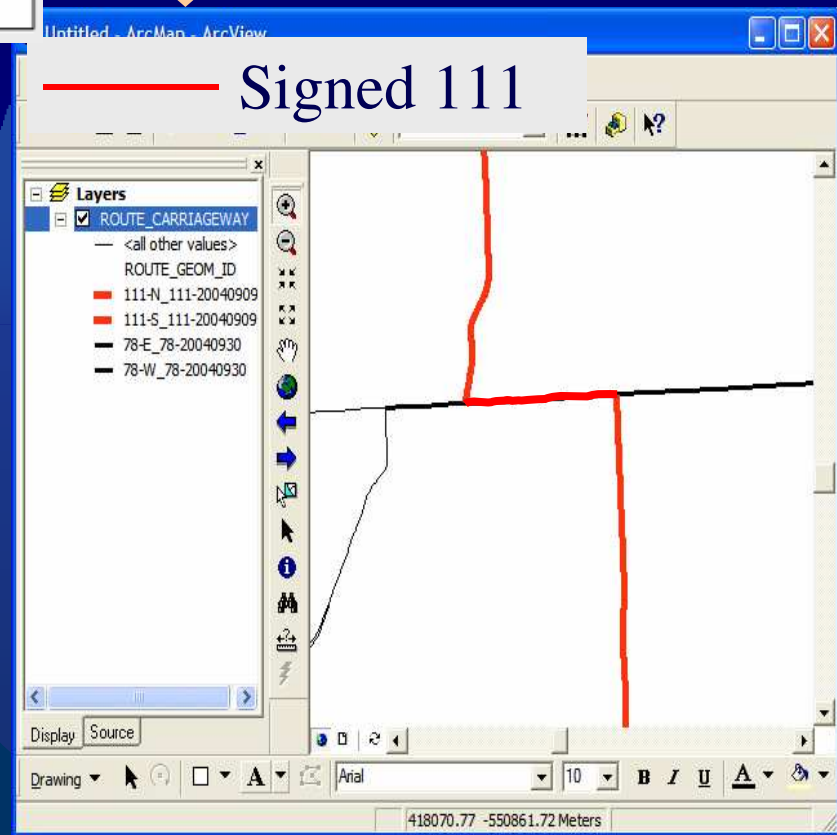 Untitled - ArcMap - ArcView
Signed 111
Layers
ROUTE_CARRIAGEWAY
<all other values>
ROUTE_GEOM_ID
111-N_111-20040909
111-S_111-20040909
78-E_78-20040930
78-W_78-20040930
Display Source
Drawing A Arial 10 B I U A
418070.77 -550861.72 Meters